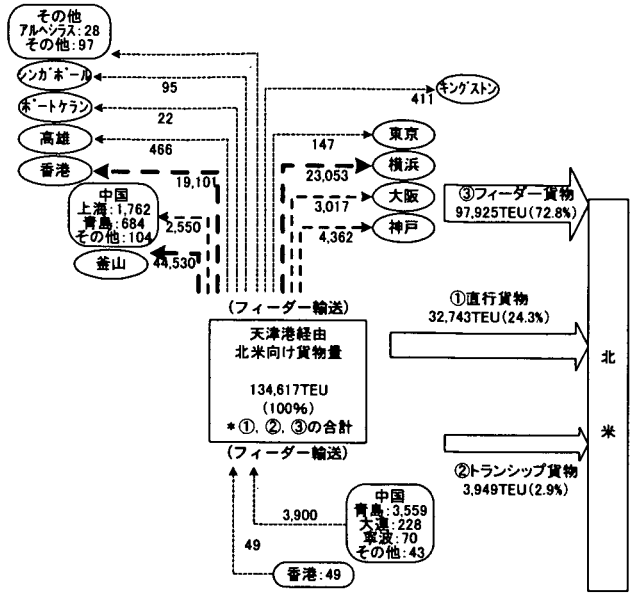 その他
アルヘシラス:28
その他:97
シンガポール
95
ポートケラン
22
高雄
466
香港
19,101
中国
上海:1,762
青島:684
その他:104
2,550
釜山
44,530
キングストン
411
東京
147
横浜
23,053
大阪
3,017
神戸
4,362
③フィーダー貨物
97,925TEU(72.8%)
①直行貨物
32,743TEU(24.3%)
②トランシップ貨物
3,949TEU(2.9%)
北
米
(フィーダー輸送)
天津港経由
北米向け貨物量
134,617TEU
(100%)
*①,②,③の合計
(フィーダー輸送)
3,900
中国
青島:3,559
大連:228
寧波:70
その他:43
49
香港:49